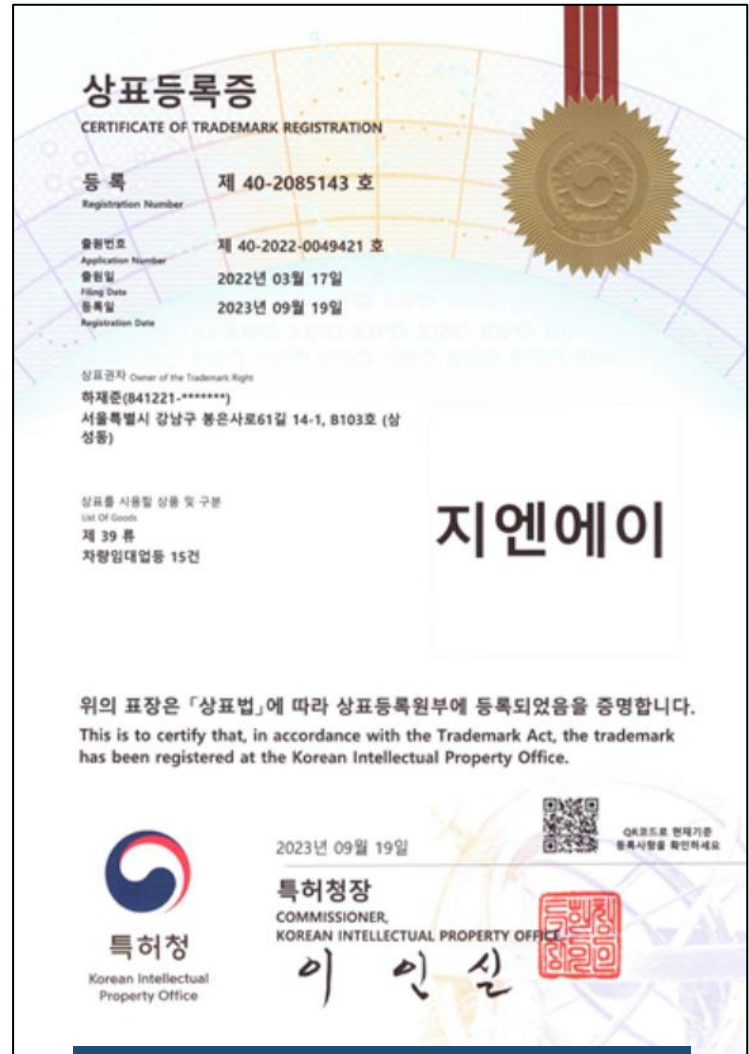 상표등록증
CERTIFICATE OF TRADEMARK REGISTRATION
등 록 제 40-2085143 호
Registration Number
출원번호 제 40-2022-0049421 호
Application Number
출원일 2022년 03월 17일
Filing Date
등록일 2023년 09월 19일
Registration Date
상표권자 Owner of the Trademark Right
하재준(841221-*******)
서울특별시 강남구 봉은사로61길 14-1, B103호 (삼
성동)
상표를 사용할 상품 및 구분
List Of Goods
제 39 류
차량임대업등 15건
지엔에이
위의 표장은 「상표법」에 따라 상표등록원부에 등록되었음을 증명합니다.
This is to certify that, in accordance with the Trademark Act, the trademark
has been registered at the Korean Intellectual Property Office.
QR코드로 현재기준
등록사항을 확인하세요
2023년 09월 19일
특허청장
COMMISSIONER,
KOREAN INTELLECTUAL PROPERTY OFFICE
이 인 실
특허청
Korean Intellectual
Property Office